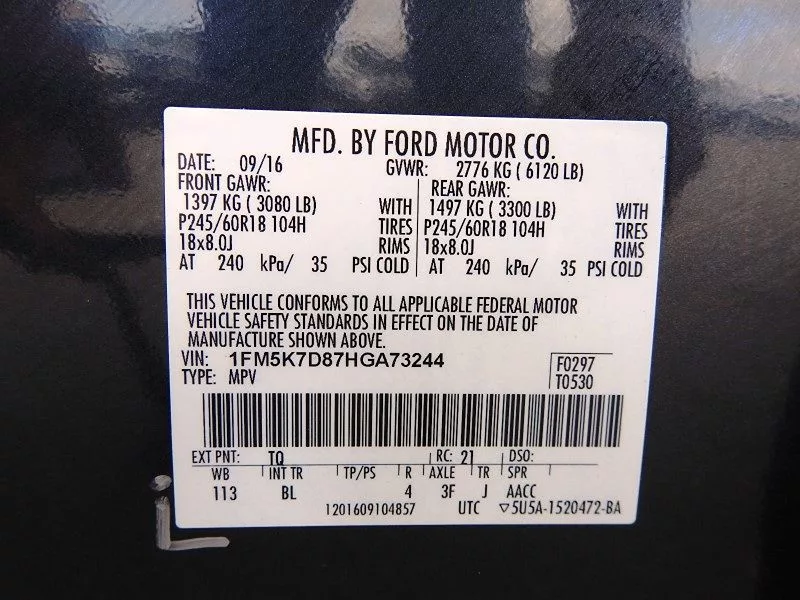 MFD. BY FORD MOTOR CO.
DATE: 09/16 GVWR: 2776 KG ( 6120 LB)
FRONT GAWR: REAR GAWR:
1397 KG ( 3080 LB) WITH 1497 KG ( 3300 LB) WITH
P245/60R18 104H TIRES P245/60R18 104H TIRES
18x8.0J RIMS 18x8.0J RIMS
AT 240 kPa/ 35 PSI COLD AT 240 kPa/ 35 PSI COLD
THIS VEHICLE CONFORMS TO ALL APPLICABLE FEDERAL MOTOR
VEHICLE SAFETY STANDARDS IN EFFECT ON THE DATE OF
MANUFACTURE SHOWN ABOVE.
VIN: 1FM5K7D87HGA73244 F0297
TYPE: MPV T0530
EXT PNT: TQ RC: 21 DSO:
WB INT TR TP/PS R AXLE TR SPR
113 BL 4 3F J AACC
1201609104857 UTC ▽5U5A-1520472-BA